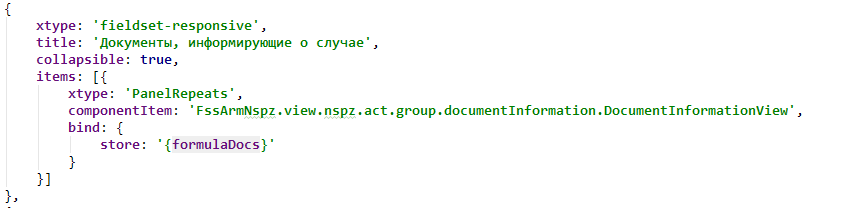 {
    xtype: 'fieldset-responsive',
    title: 'Документы, информирующие о случае',
    collapsible: true,
    items: [{
        xtype: 'PanelRepeats',
        componentItem: 'FssArmNspz.view.nspz.act.group.documentInformation.DocumentInformationView',
        bind: {
            store: '{formulaDocs}'
        }
    }]
},